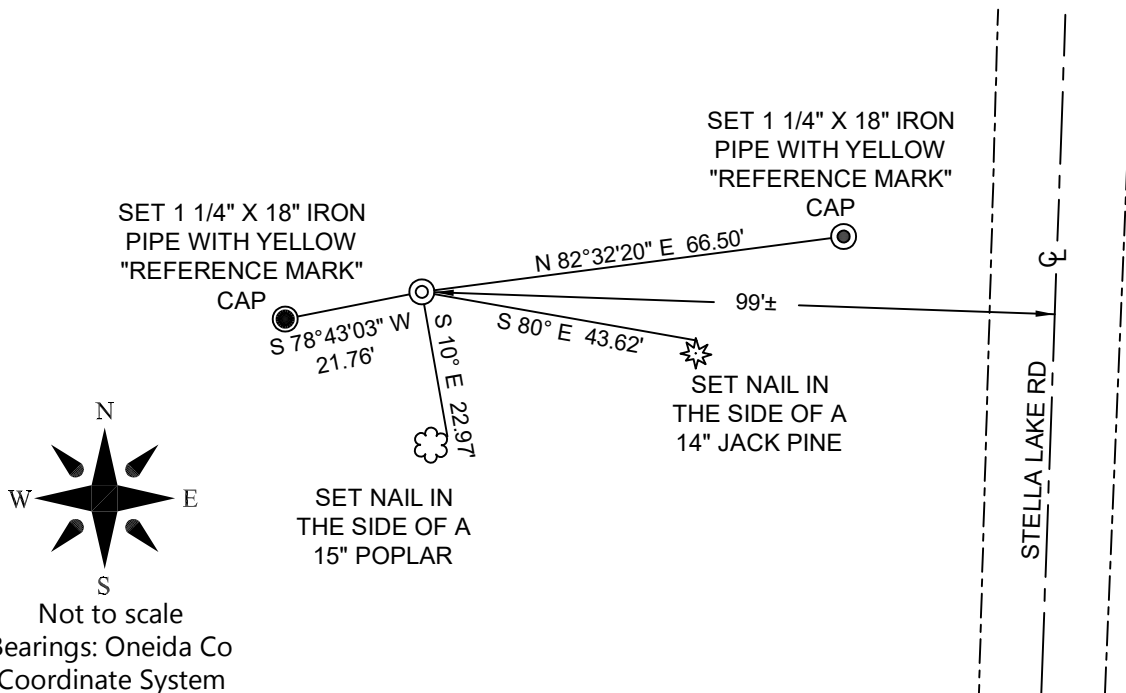 SET 1 1/4" X 18" IRON
PIPE WITH YELLOW
"REFERENCE MARK"
CAP
SET 1 1/4" X 18" IRON
PIPE WITH YELLOW
"REFERENCE MARK"
CAP
N 82°32'20" E 66.50'
℄
99'±
S 78°43'03" W
21.76'
S 80° E 43.62'
S 10° E 22.97'
SET NAIL IN
THE SIDE OF A
14" JACK PINE
STELLA LAKE RD
SET NAIL IN
THE SIDE OF A
15" POPLAR
N
W
E
S
Not to scale
Bearings: Oneida Co
Coordinate System